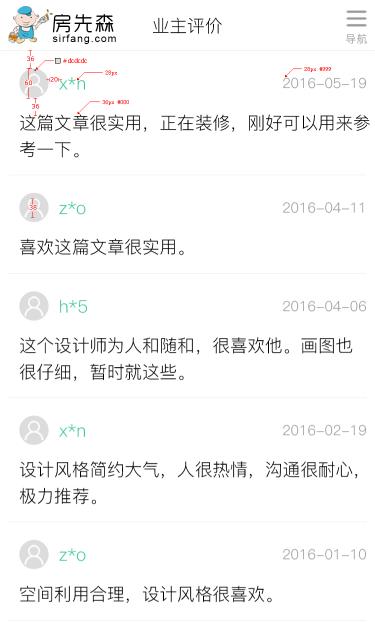 房先森
sirfang.com
业主评价
导航
36
#dcdcdc
28px
28px #999
60
20
x*n
2016-05-19
36
30px #000
这篇文章很实用，正在装修，刚好可以用来参
考一下。
38
z*o
2016-04-11
喜欢这篇文章很实用。
h*5
2016-04-06
这个设计师为人和随和，很喜欢他。画图也
很仔细，暂时就这些。
x*n
2016-02-19
设计风格简约大气，人很热情，沟通很耐心，
极力推荐。
z*o
2016-01-10
空间利用合理，设计风格很喜欢。